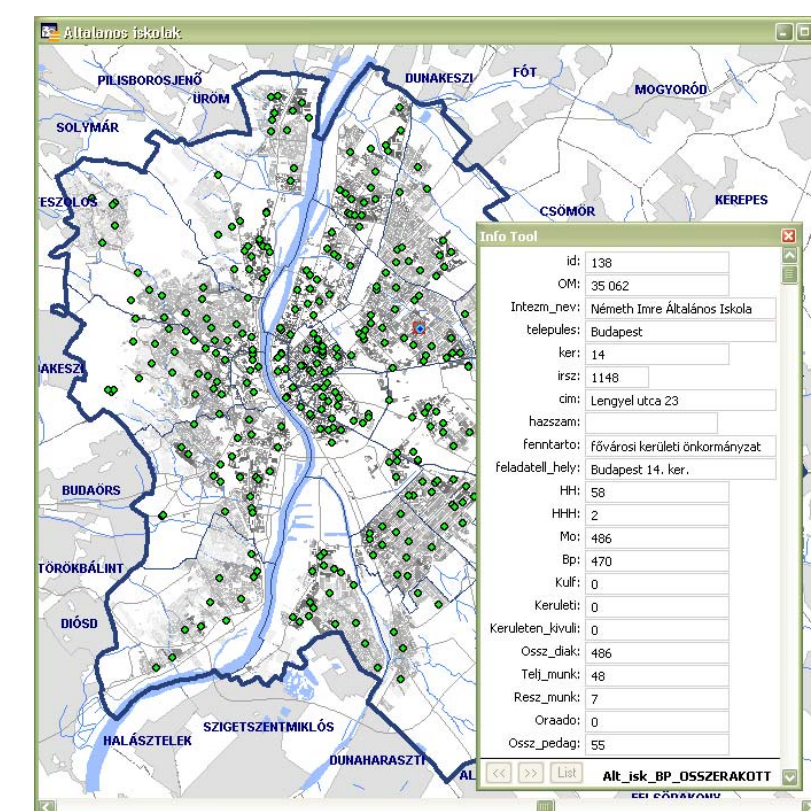 Altalanos iskolak
PILISBOROSJENŐ
DUNAKESZI
FÓT
MOGYORÓD
ÜRÖM
SOLYMÁR
KEREPES
CSÖMÖR
AKESZ
BUDAÖRS
TÖRÖKBÁLINT
DIÓSD
SZIGETSZENTMIKLÓS
HALÁSZTELEK
DUNAHARASZTI
AL
Info Tool
id: 138
OM: 35 062
Intezm_nev: Németh Imre Általános Iskola
telepules: Budapest
ker: 14
irsz: 1148
cim: Lengyel utca 23
hazszam:
fenntarto: fővárosi kerületi önkormányzat
feladatell_hely: Budapest 14. ker.
HH: 58
HHH: 2
Mo: 486
Bp: 470
Kulf: 0
Keruleti: 0
Keruleten_kivuli: 0
Ossz_diak: 486
Telj_munk: 48
Resz_munk: 7
Oraado: 0
Ossz_pedag: 55
<< >> List Alt_isk_BP_OSSZERAKOTT